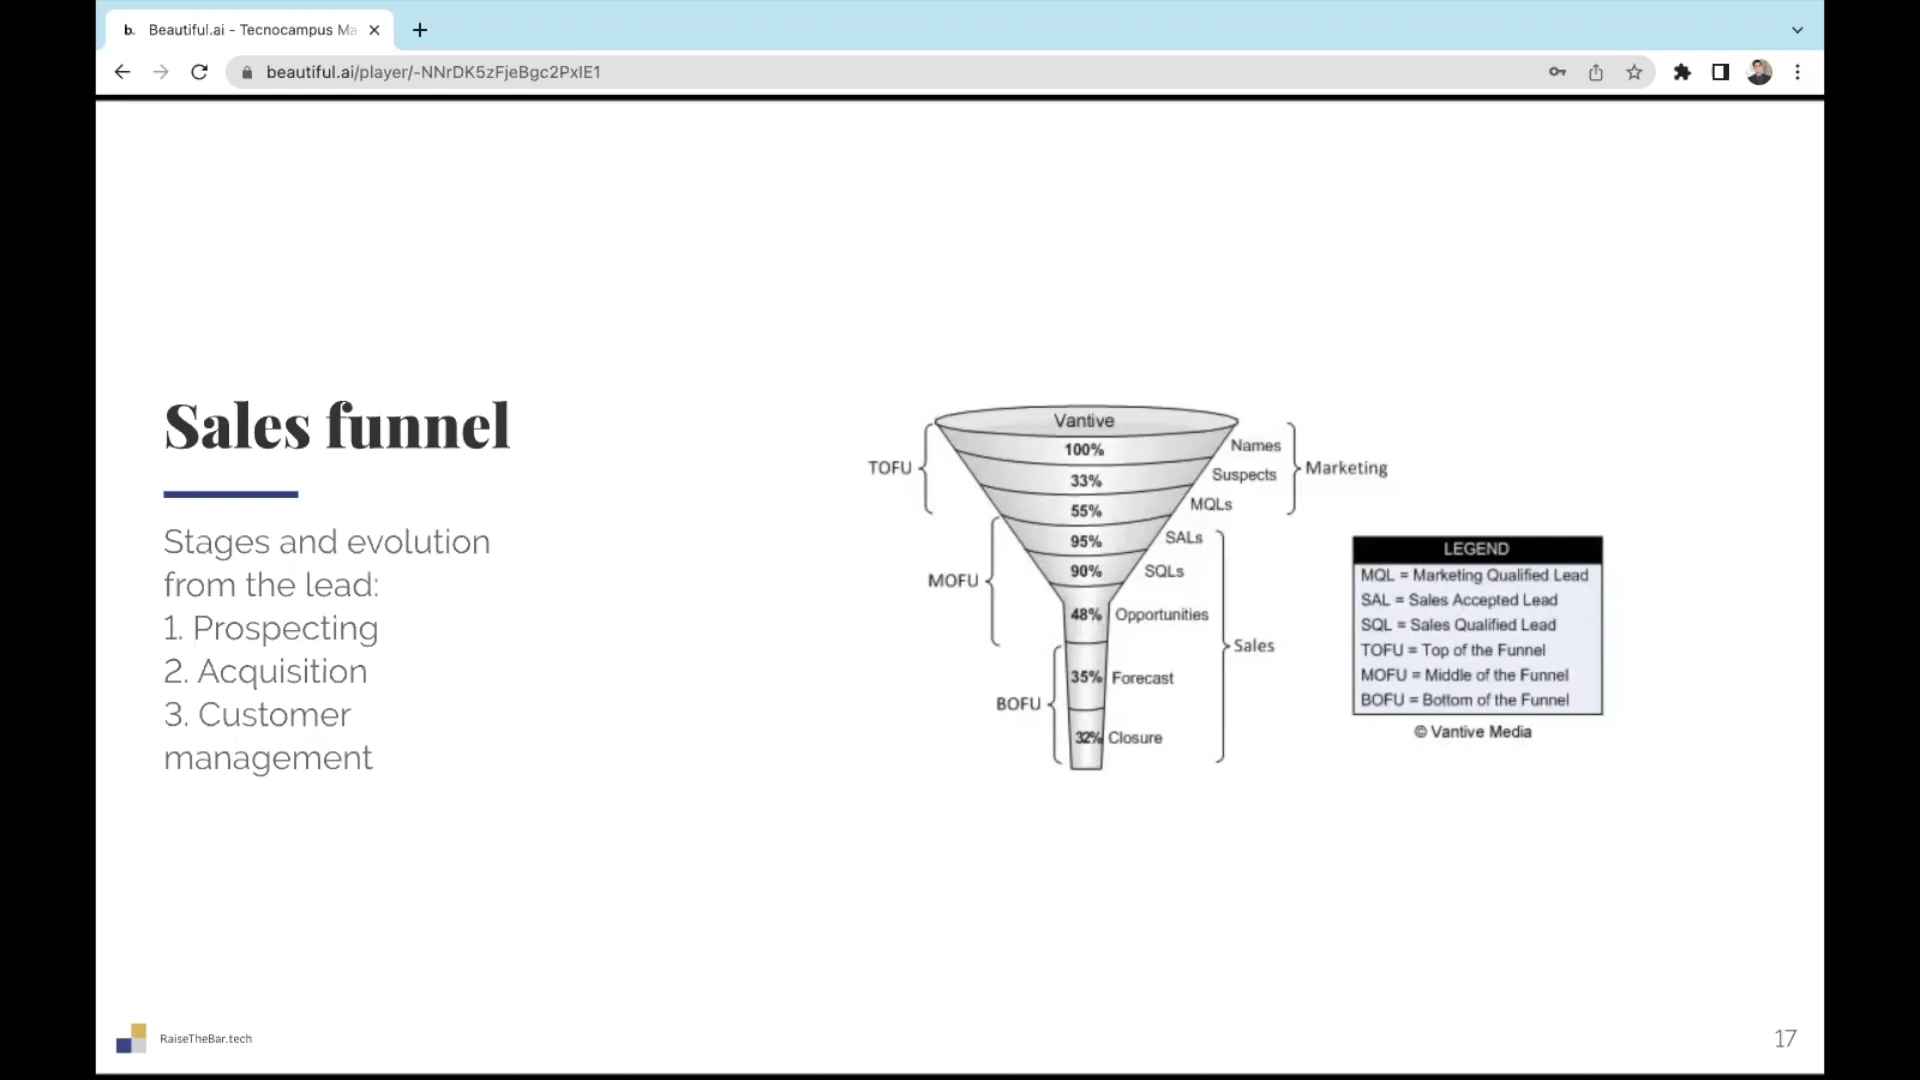 b. Beautiful.ai - Tecnocampus Ma
beautiful.ai/player/-NNrDK5zFjeBgc2PxIE1
Sales funnel
Stages and evolution
from the lead:
1. Prospecting
2. Acquisition
3. Customer
management
Vantive
100% Names
33% Suspects
55% MQLs
95% SALs
90% SQLs
48% Opportunities
35% Forecast
32% Closure
TOFU
MOFU
BOFU
Marketing
Sales
LEGEND
MQL = Marketing Qualified Lead
SAL = Sales Accepted Lead
SQL = Sales Qualified Lead
TOFU = Top of the Funnel
MOFU = Middle of the Funnel
BOFU = Bottom of the Funnel
© Vantive Media
RaiseTheBar.tech
17